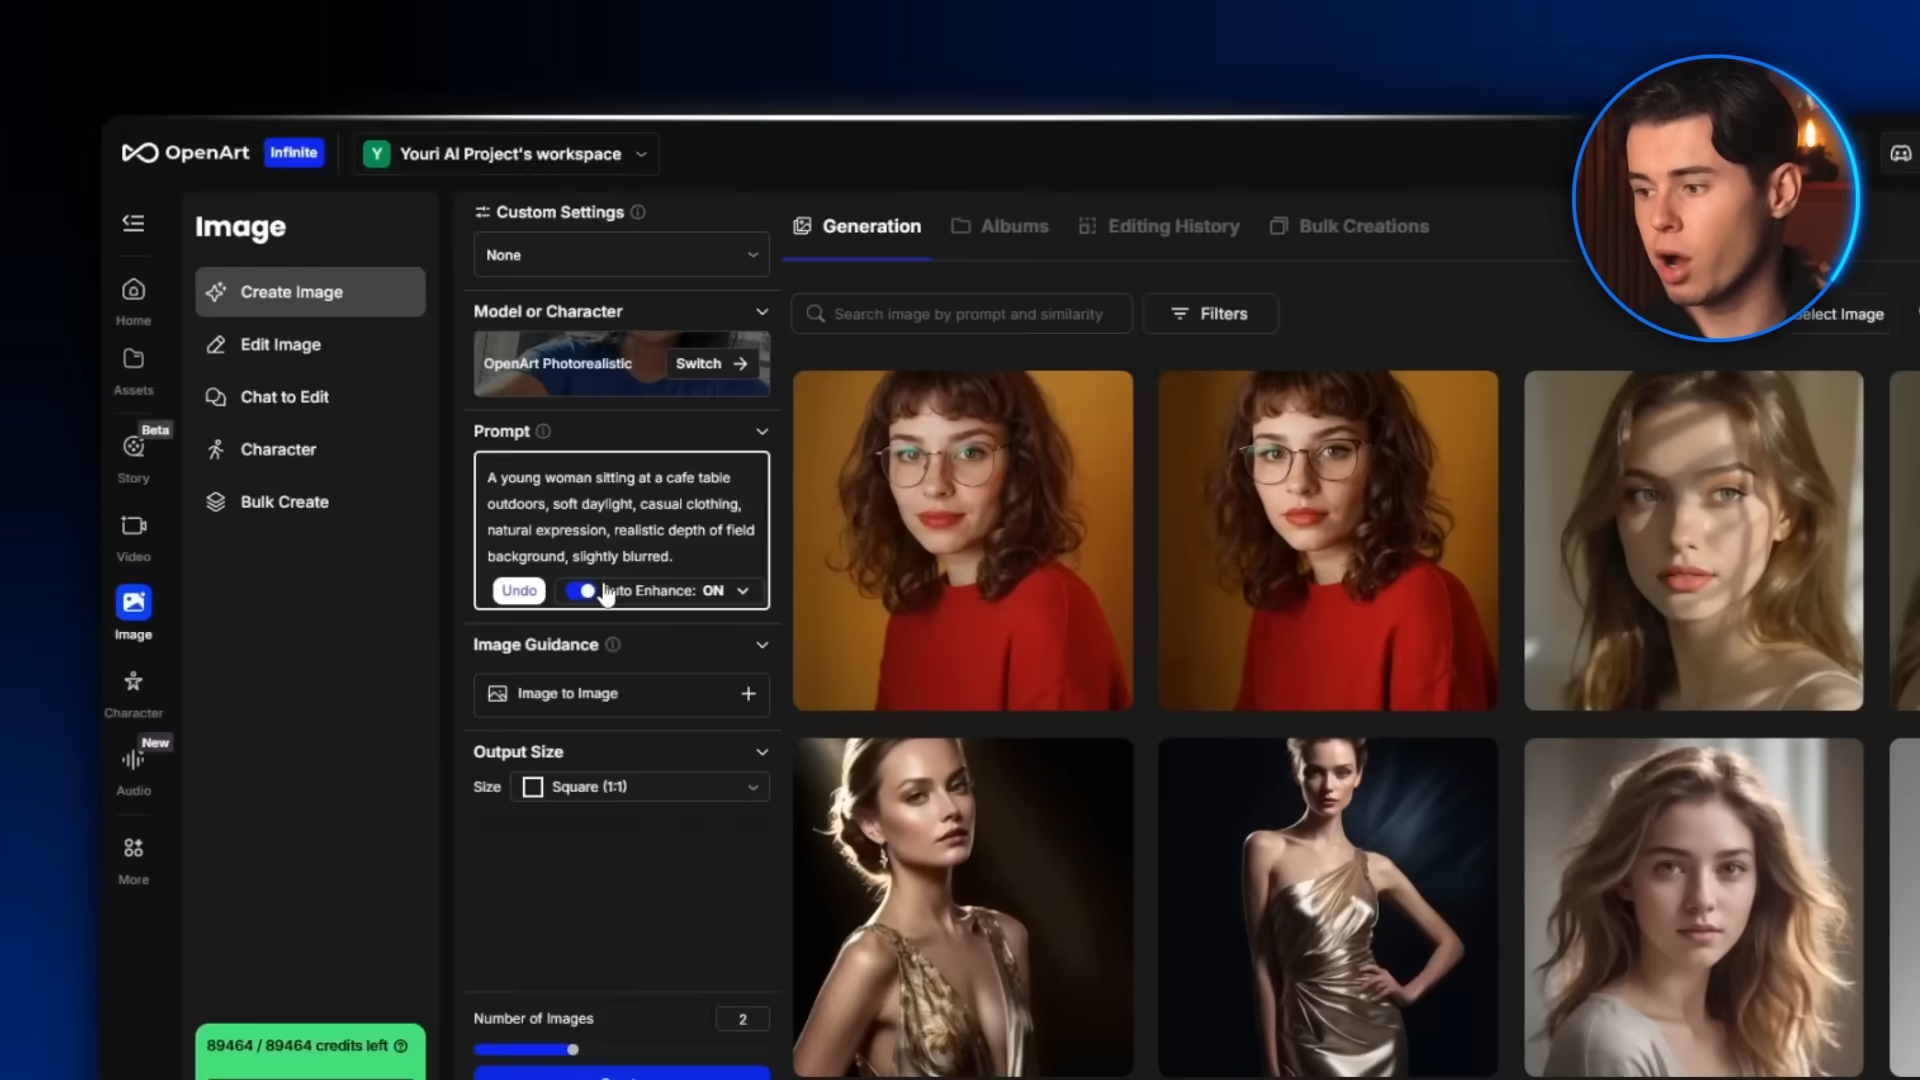 OpenArt
Infinite
Y
Youri AI Project's workspace
Image
Create Image
Edit Image
Chat to Edit
Character
Bulk Create
Home
Assets
Beta
Story
Video
Image
Character
New
Audio
More
89464 / 89464 credits left
Custom Settings
None
Model or Character
OpenArt Photorealistic
Switch
Prompt
A young woman sitting at a cafe table
outdoors, soft daylight, casual clothing,
natural expression, realistic depth of field
background, slightly blurred.
Undo
Enhance: ON
Image Guidance
Image to Image
Output Size
Size
Square (1:1)
Number of Images
2
Generation
Albums
Editing History
Bulk Creations
Search image by prompt and similarity
Filters
Select Image